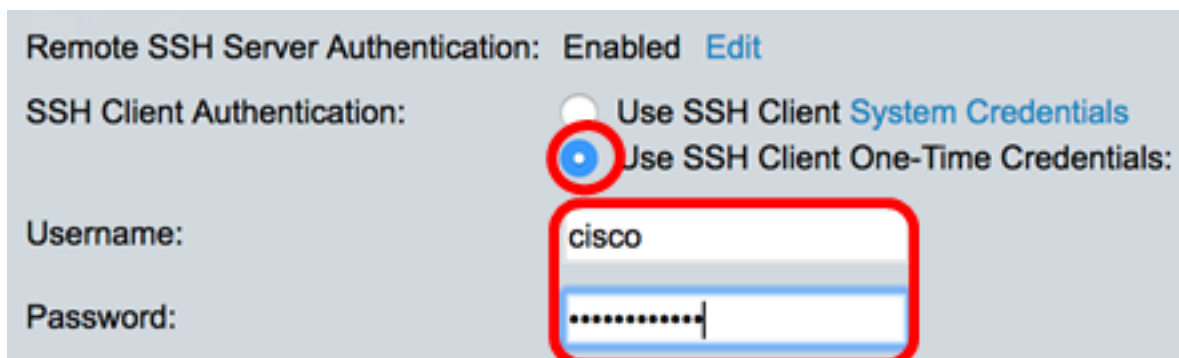 Remote SSH Server Authentication: Enabled Edit
SSH Client Authentication: Use SSH Client System Credentials
Use SSH Client One-Time Credentials:
Username: cisco
Password: ••••••••••••